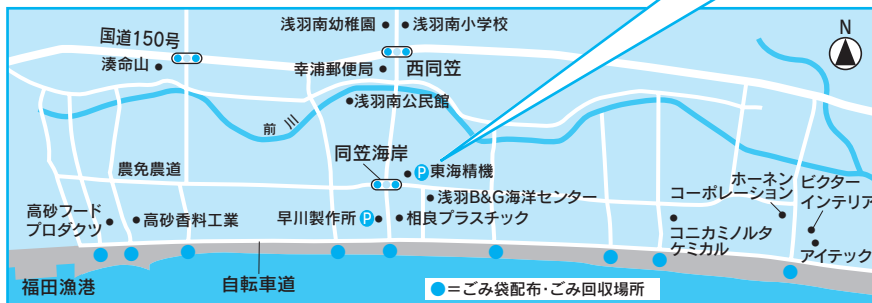 浅羽南幼稚園
浅羽南小学校
N
国道150号
湊命山
幸浦郵便局
西同笠
浅羽南公民館
前川
同笠海岸
農免農道
P 東海精機
浅羽B&G海洋センター
ホーネン
コーポレーション
ビクター
インテリア
高砂フード
プロダクツ
高砂香料工業
早川製作所 P
相良プラスチック
コニカミノルタ
ケミカル
アイテック
福田漁港
自転車道
=ごみ袋配布・ごみ回収場所